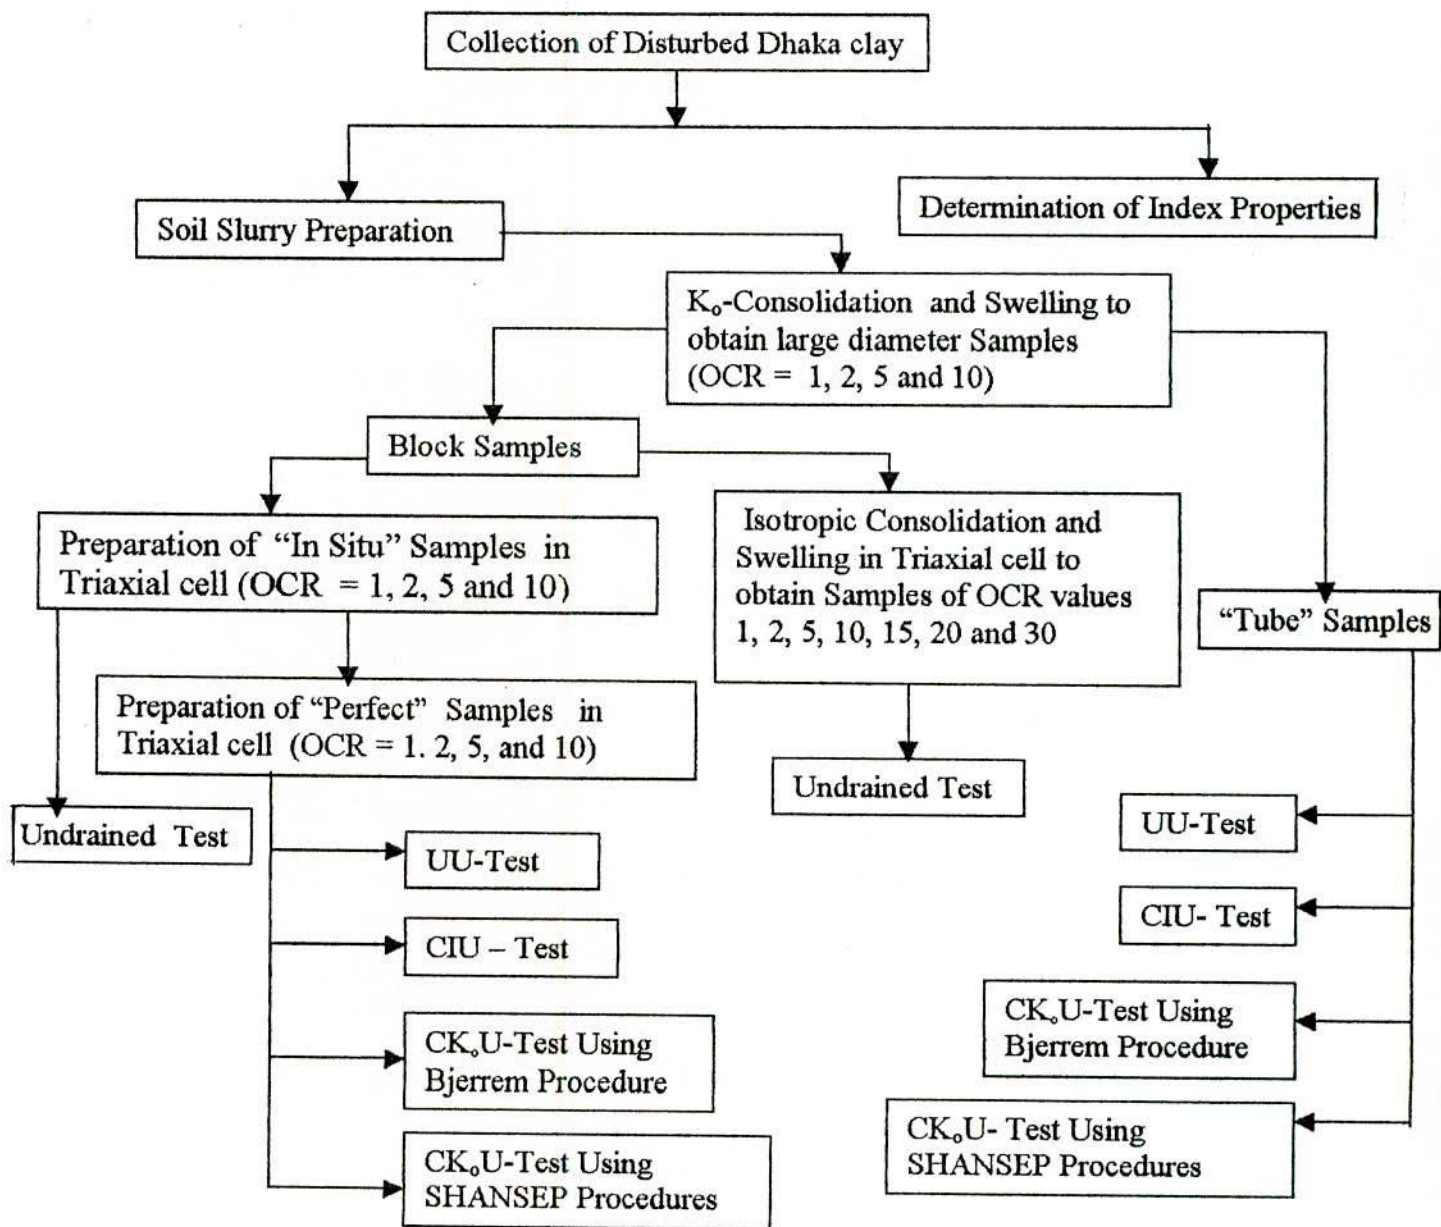 Collection of Disturbed Dhaka clay
Soil Slurry Preparation
Determination of Index Properties
Kₒ-Consolidation and Swelling to
obtain large diameter Samples
(OCR = 1, 2, 5 and 10)
Block Samples
Preparation of “In Situ” Samples in
Triaxial cell (OCR = 1, 2, 5 and 10)
Isotropic Consolidation and
Swelling in Triaxial cell to
obtain Samples of OCR values
1, 2, 5, 10, 15, 20 and 30
“Tube” Samples
Preparation of “Perfect” Samples in
Triaxial cell (OCR = 1. 2, 5, and 10)
Undrained Test
Undrained Test
UU-Test
CIU – Test
CKₒU-Test Using
Bjerrem Procedure
CKₒU-Test Using
SHANSEP Procedures
UU-Test
CIU- Test
CKₒU-Test Using
Bjerrem Procedure
CKₒU- Test Using
SHANSEP Procedures